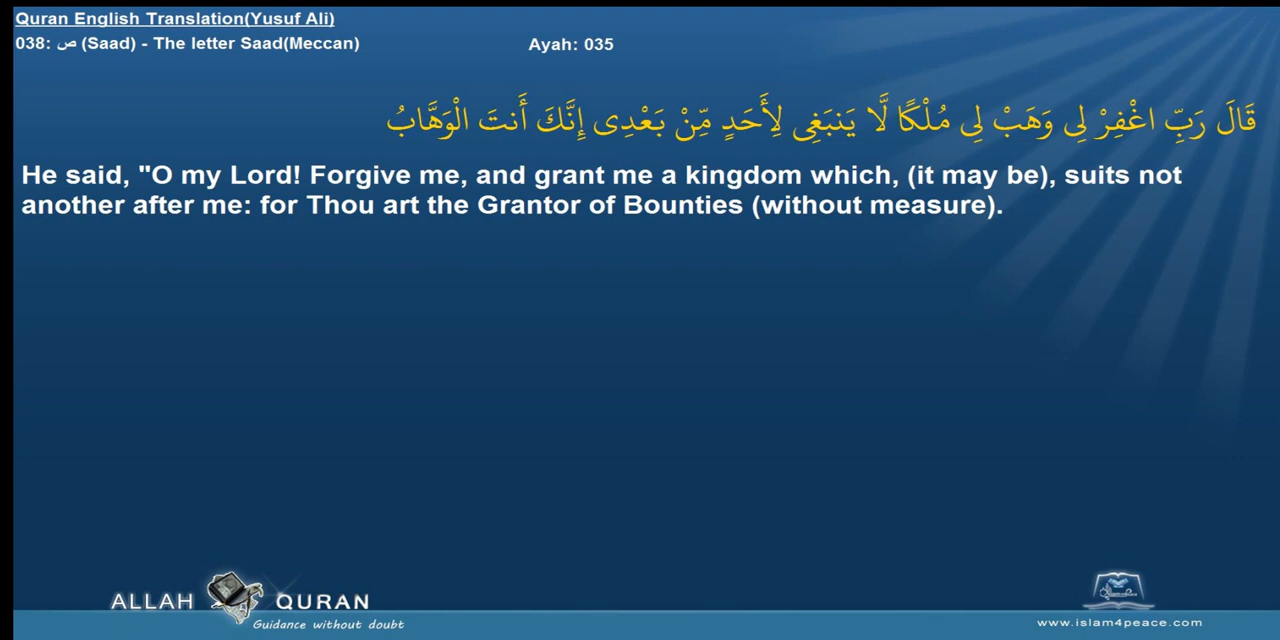 Quran English Translation(Yusuf Ali)
038: ص (Saad) - The letter Saad(Meccan)
Ayah: 035
قَالَ رَبِّ اغْفِرْ لِى وَهَبْ لِى مُلْكًا لَّا يَنبَغِى لِأَحَدٍ مِّنْ بَعْدِى إِنَّكَ أَنتَ الْوَهَّابُ
He said, "O my Lord! Forgive me, and grant me a kingdom which, (it may be), suits not
another after me: for Thou art the Grantor of Bounties (without measure).
ALLAH QURAN
Guidance without doubt
www.islam4peace.com